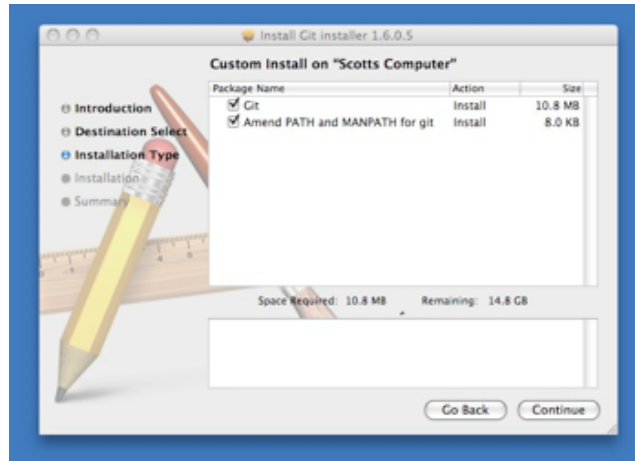 Install Git installer 1.6.0.5
Custom Install on "Scotts Computer"
Introduction
Destination Select
Installation Type
Installation
Summary
Package Name Action Size
Git Install 10.8 MB
Amend PATH and MANPATH for git Install 8.0 KB
Space Required: 10.8 MB Remaining: 14.8 GB
Go Back Continue